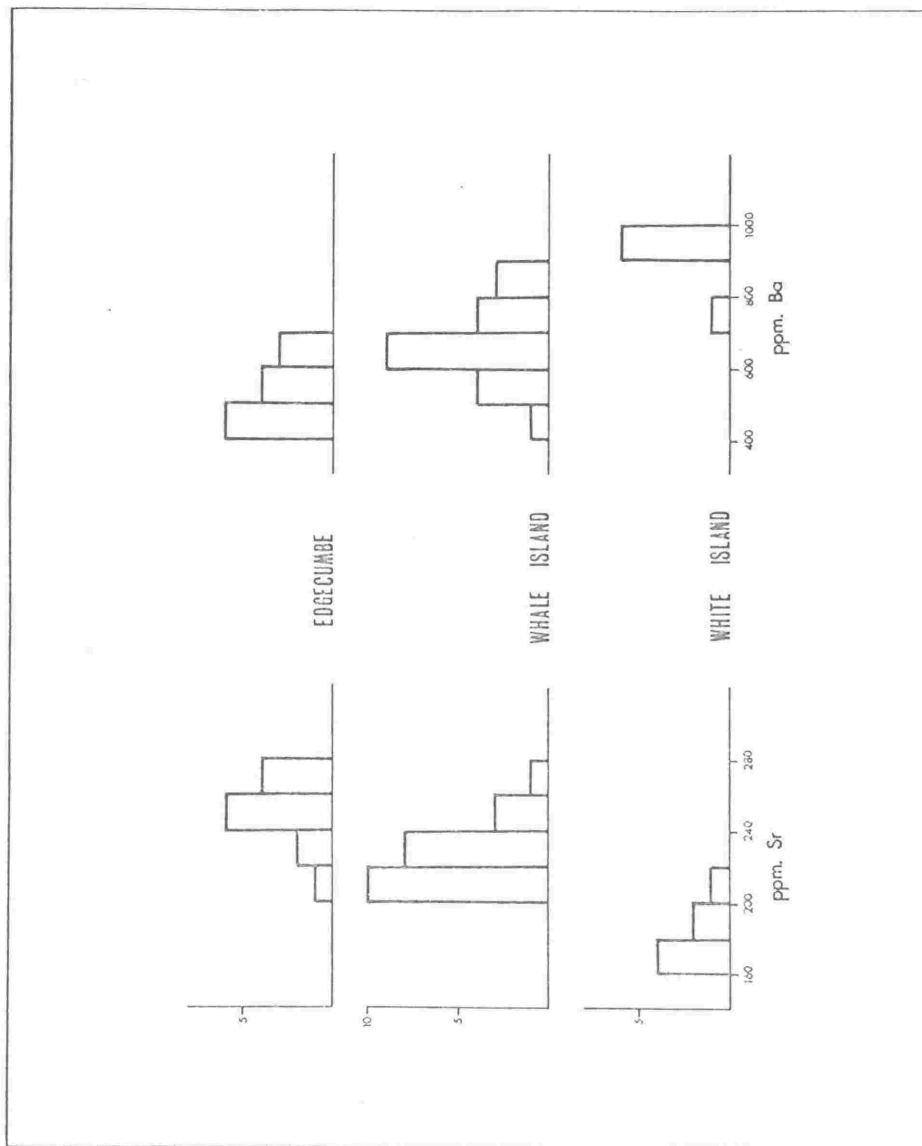 EDGECUMBE
5
WHALE ISLAND
10
5
WHITE ISLAND
5
160
200
240
280
ppm. Sr
400
600
800
1000
ppm. Ba